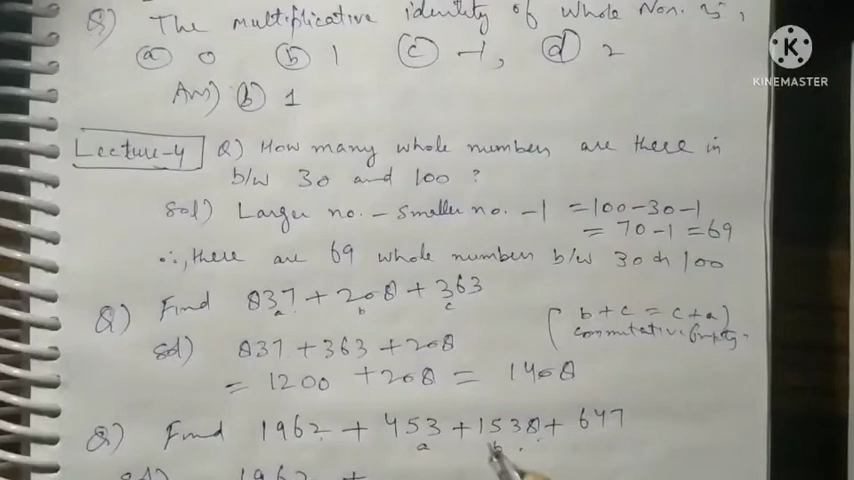 Q) The multiplicative identity of whole Non. is,
(a) 0 (b) 1 (c) -1, (d) 2
Ans) (b) 1
KINEMASTER
Lecture-4 Q) How many whole numbers are there in
b/w 30 and 100 ?
Sol) Larger no. - Smaller no. -1 = 100-30-1
= 70-1 = 69
∴, there are 69 whole numbers b/w 30 & 100
Q) Find 837 + 208 + 363
a b c
( b+c = c+a )
commutative
Sol) 837 + 363 + 208
= 1200 + 208 = 1408
Q) Find 1962 + 453 + 1538 + 647
a b
Sol) 1962 +